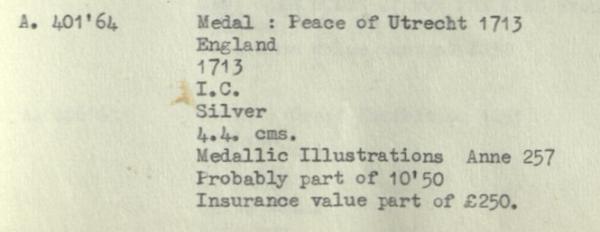 A. 401'64 Medal : Peace of Utrecht 1713
England
1713
I.C.
Silver
4.4. cms.
Medallic Illustrations Anne 257
Probably part of 10'50
Insurance value part of £250.